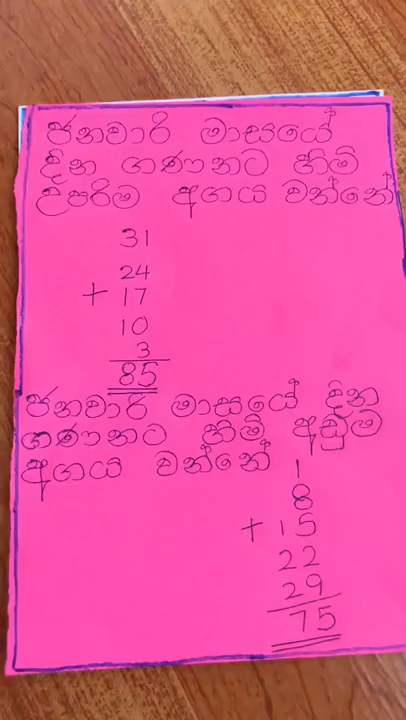 ජනවාරි මාසයේ
දින ගණනට හිමි
උපරිම අගය වන්නේ
31
24
+ 17
10
3
85
ජනවාරි මාසයේ දින
ගණනට හිමි අඩුම
අගය වන්නේ
1
8
+ 15
22
29
75